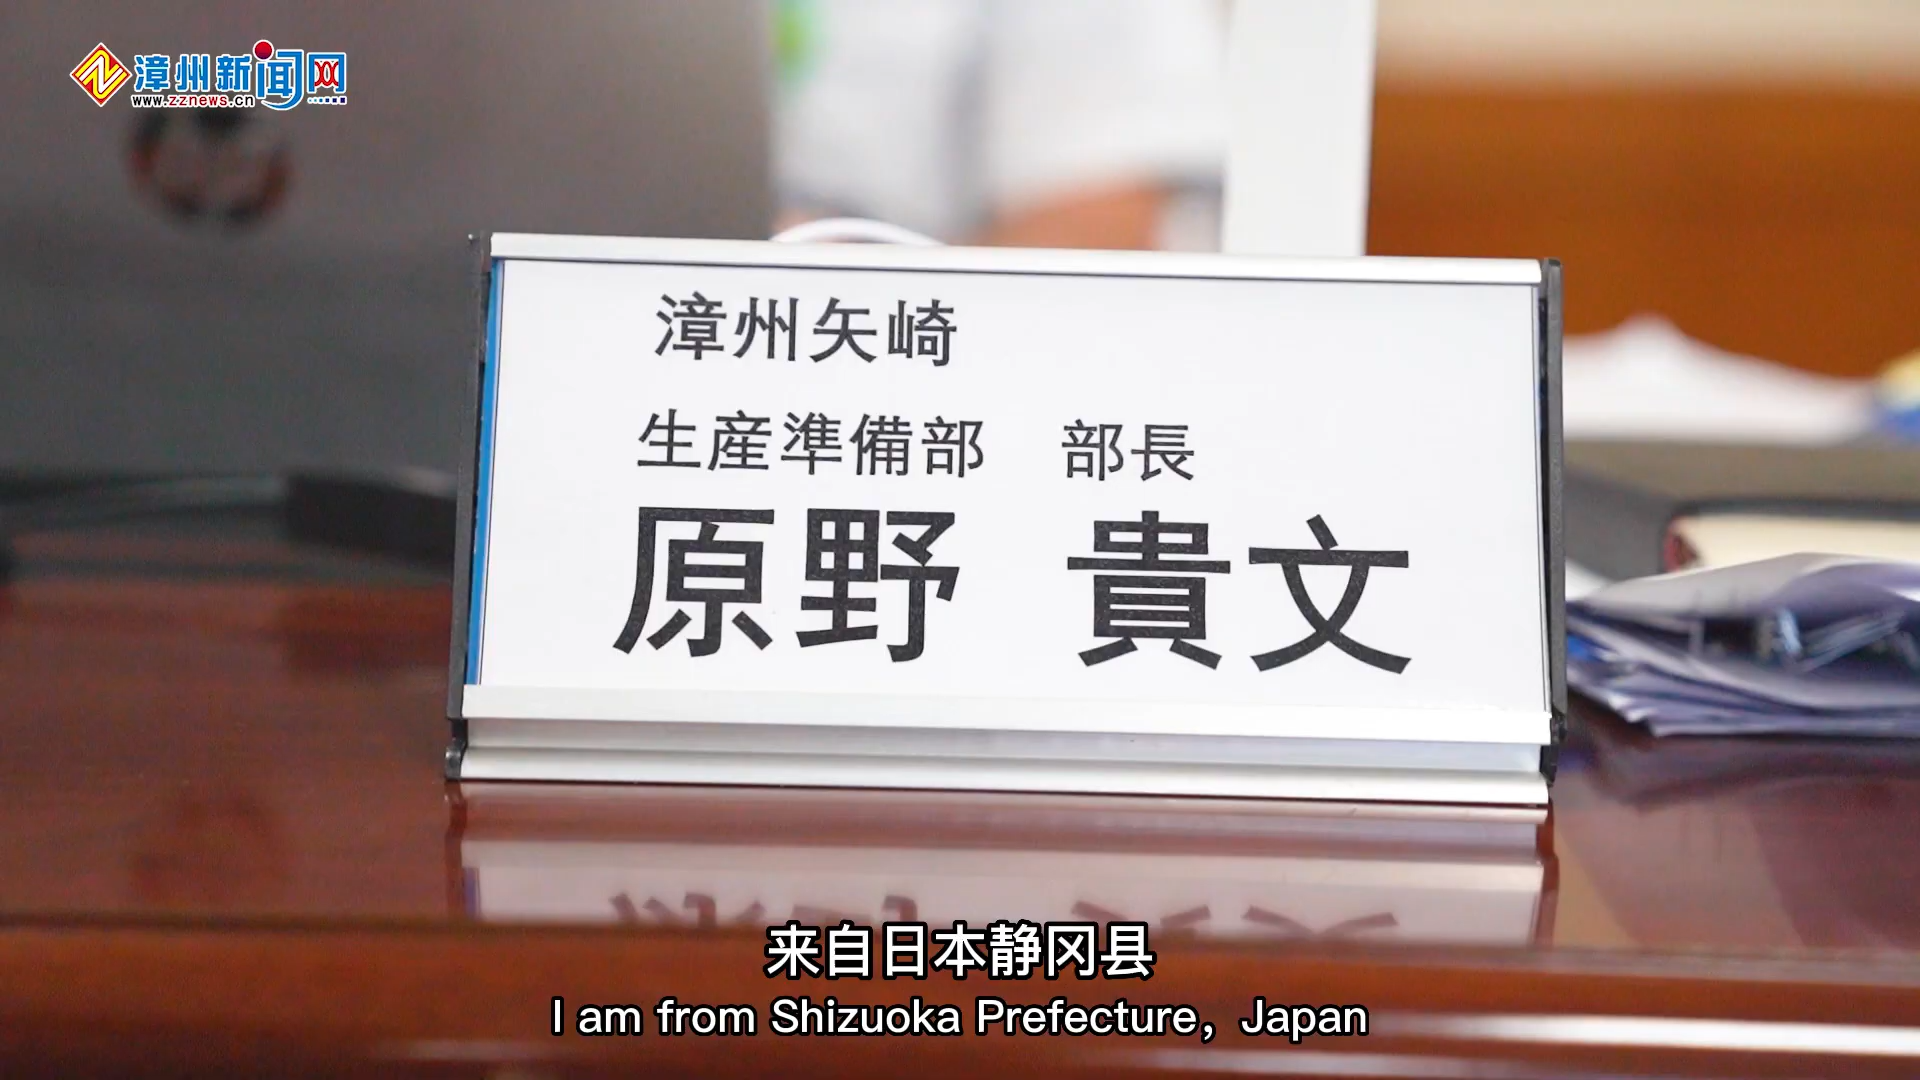 漳州新闻网
www.zznews.cn
漳州矢崎
生産準備部 部長
原野 貴文
来自日本静冈县
I am from Shizuoka Prefecture，Japan